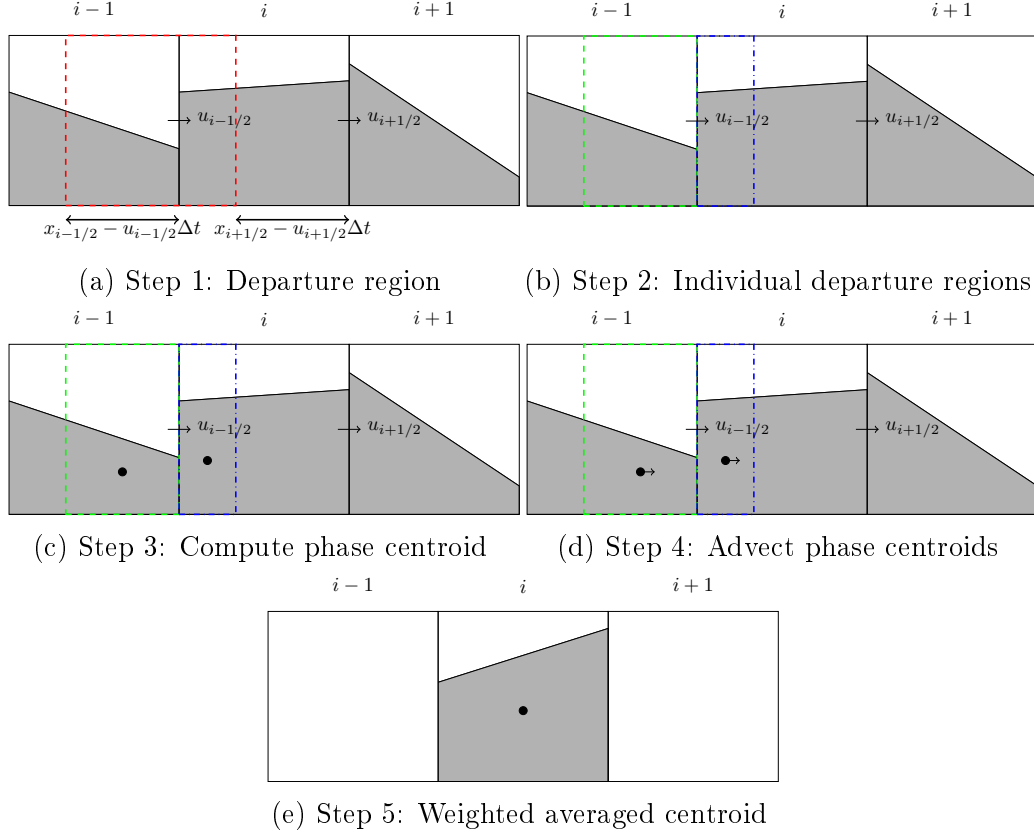 i − 1 i i + 1 i − 1 i i + 1
u_{i−1/2} u_{i+1/2} u_{i−1/2} u_{i+1/2}
x_{i−1/2} − u_{i−1/2}Δt x_{i+1/2} − u_{i+1/2}Δt
(a) Step 1: Departure region (b) Step 2: Individual departure regions
i − 1 i i + 1 i − 1 i i + 1
u_{i−1/2} u_{i+1/2} u_{i−1/2} u_{i+1/2}
(c) Step 3: Compute phase centroid (d) Step 4: Advect phase centroids
i − 1 i i + 1
(e) Step 5: Weighted averaged centroid